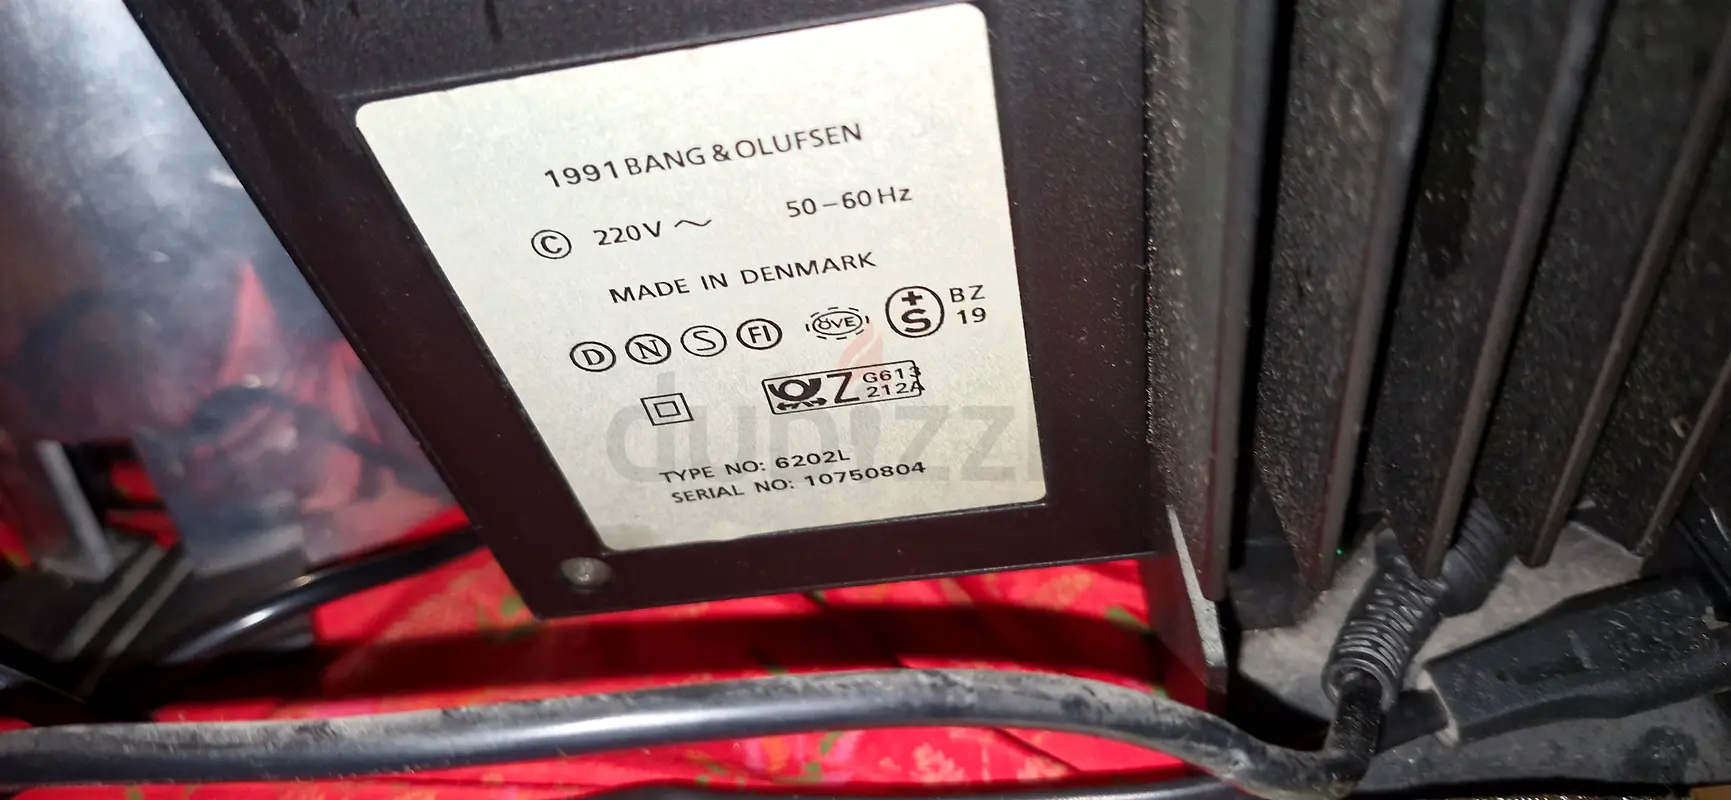 1991 BANG & OLUFSEN
© 220V ~ 50–60 Hz
MADE IN DENMARK
D N S FI ÖVE +S BZ 19
Z G613 212A
dubizzle
TYPE NO: 6202L
SERIAL NO: 10750804